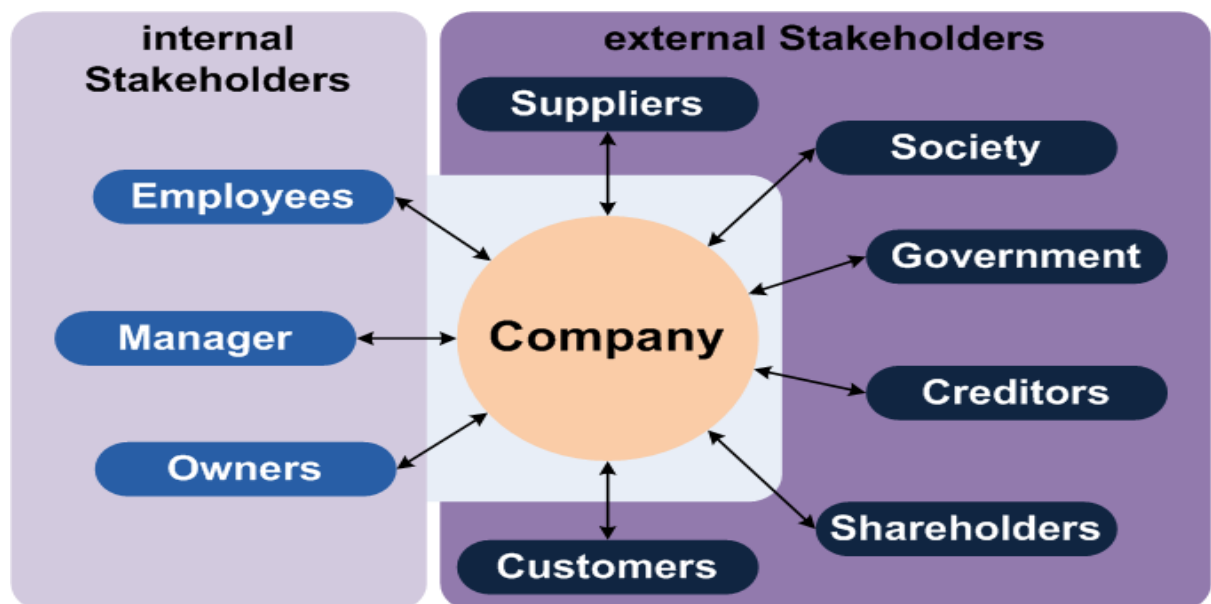 internal
Stakeholders
external Stakeholders
Suppliers
Society
Employees
Government
Manager
Company
Creditors
Owners
Shareholders
Customers